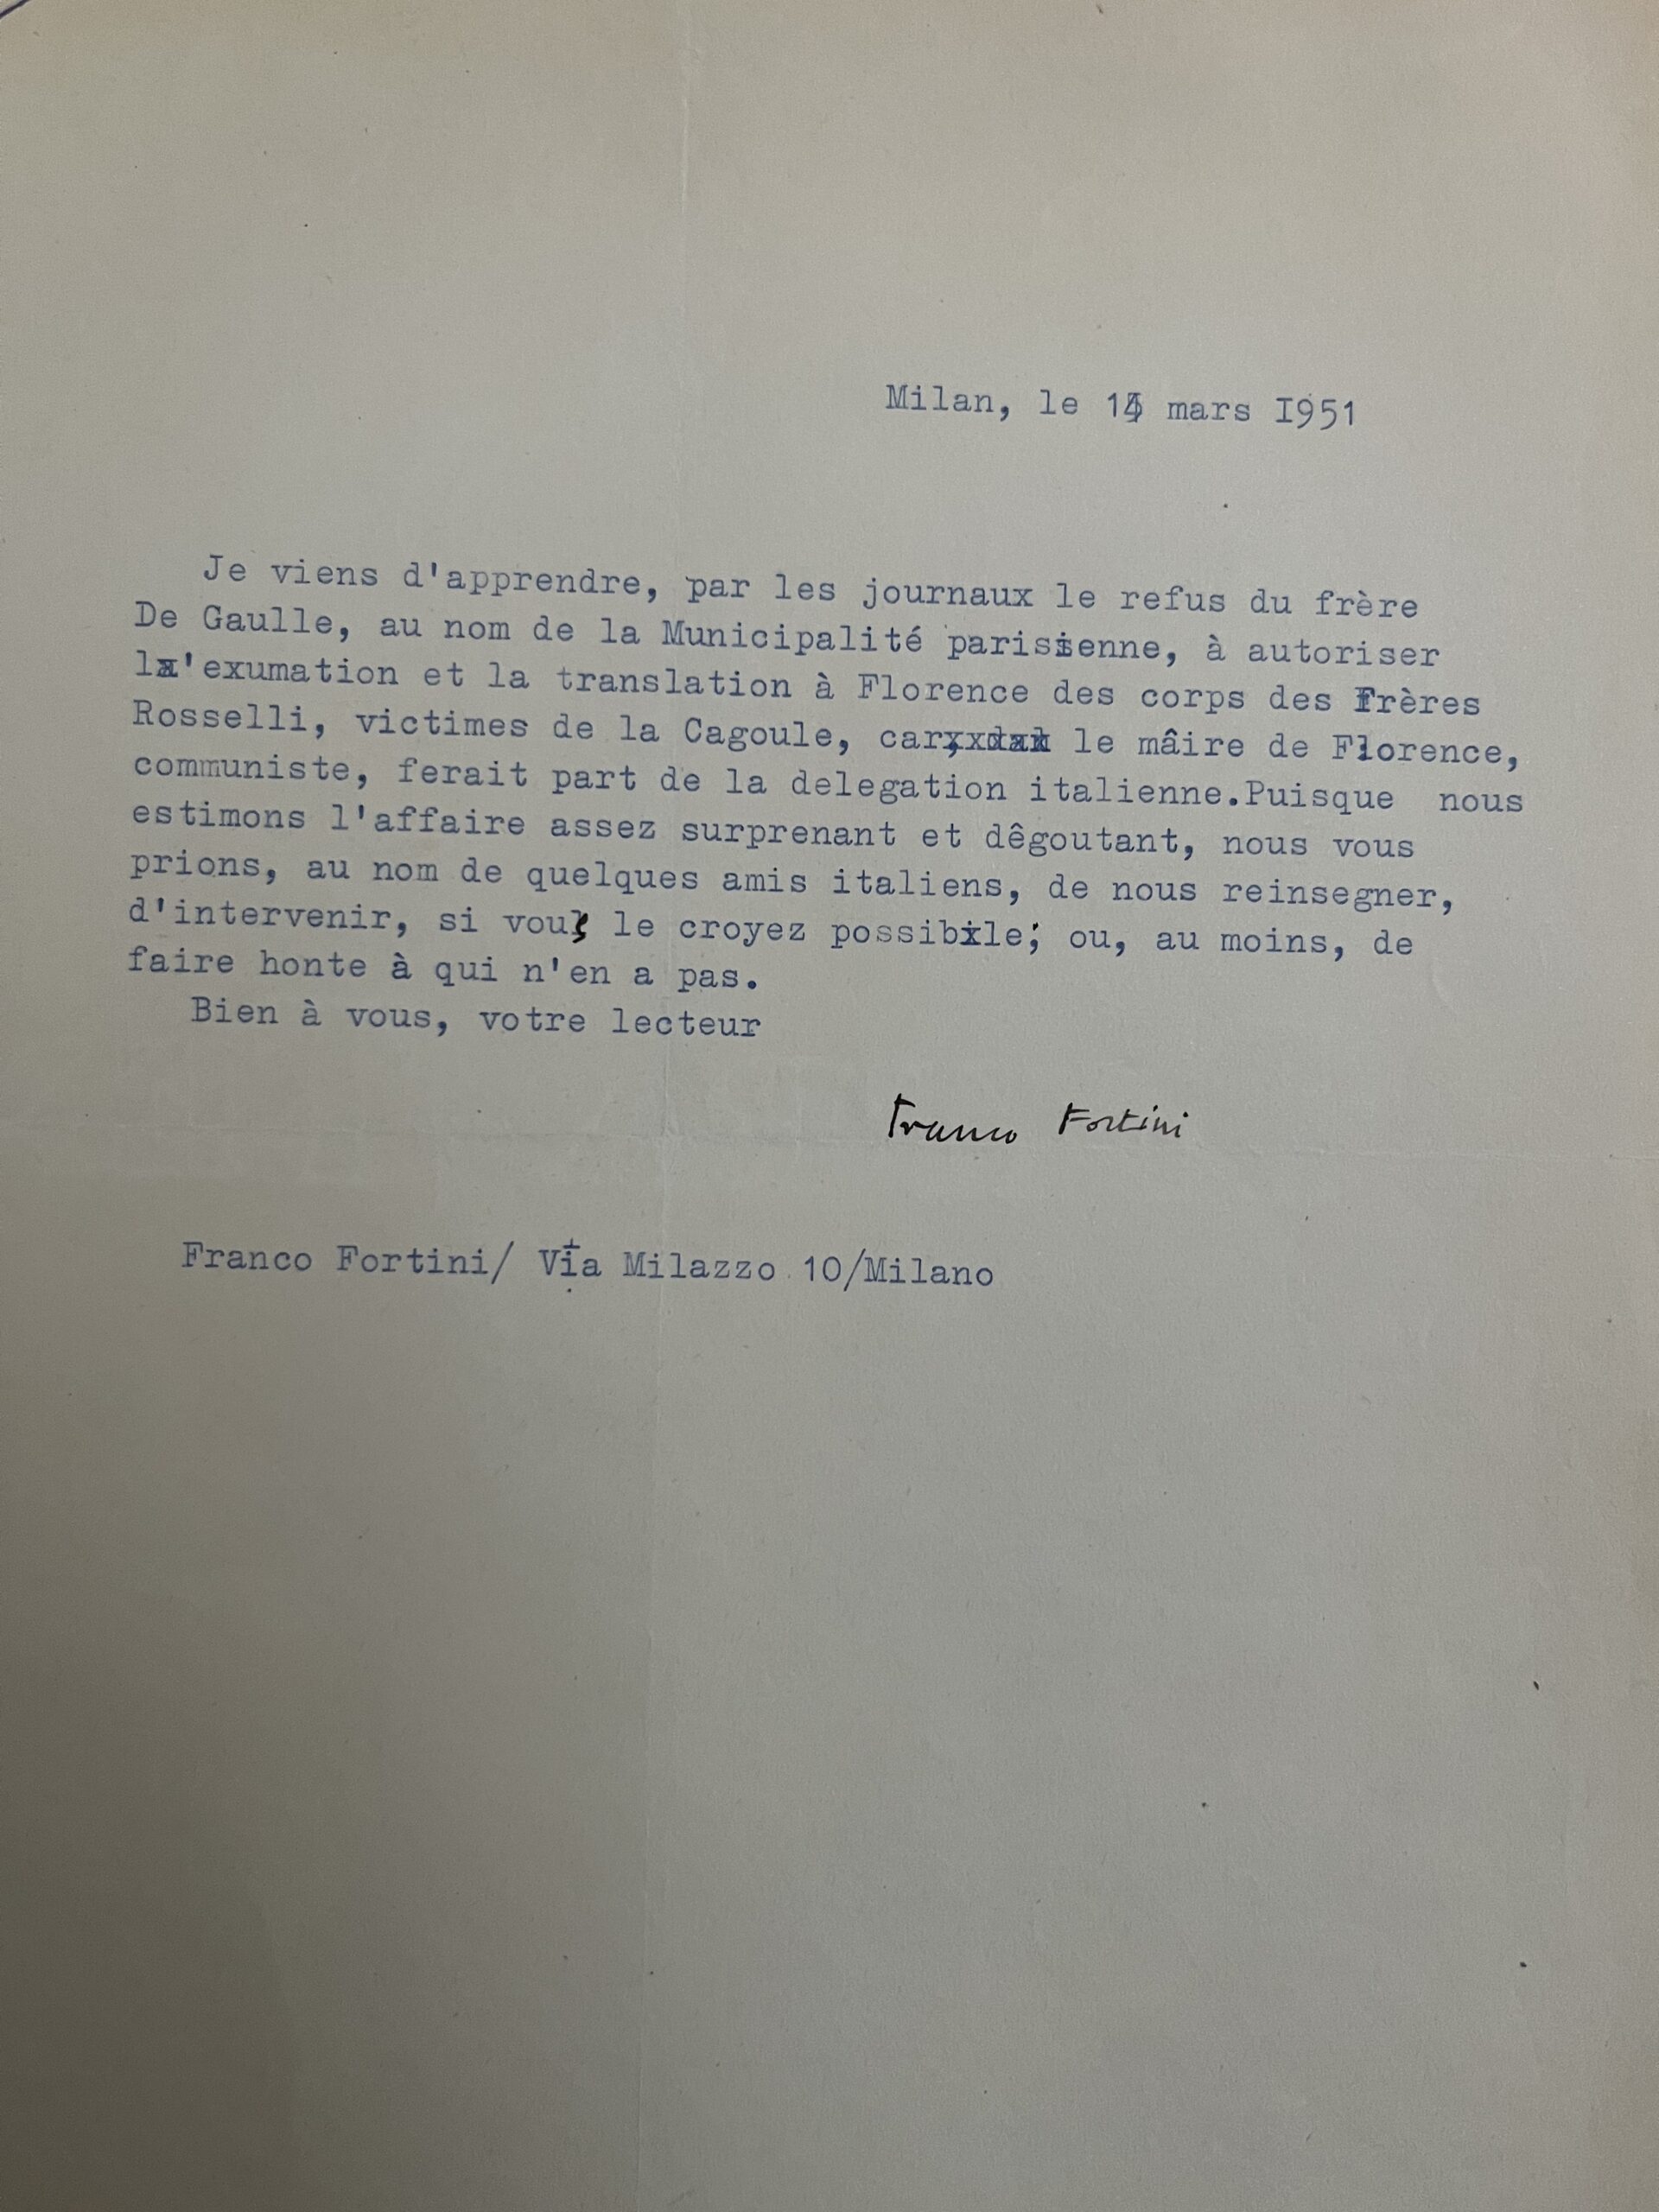 Milan, le 14 mars I951
Je viens d'apprendre, par les journaux le refus du frère
De Gaulle, au nom de la Municipalité parisienne, à autoriser
l'exumation et la translation à Florence des corps des Frères
Rosselli, victimes de la Cagoule, car le mâire de Florence,
communiste, ferait part de la delegation italienne.Puisque nous
estimons l'affaire assez surprenant et dêgoutant, nous vous
prions, au nom de quelques amis italiens, de nous reinsegner,
d'intervenir, si vous le croyez possible; ou, au moins, de
faire honte à qui n'en a pas.
Bien à vous, votre lecteur
Franco Fortini
Franco Fortini/ Via Milazzo 10/Milano